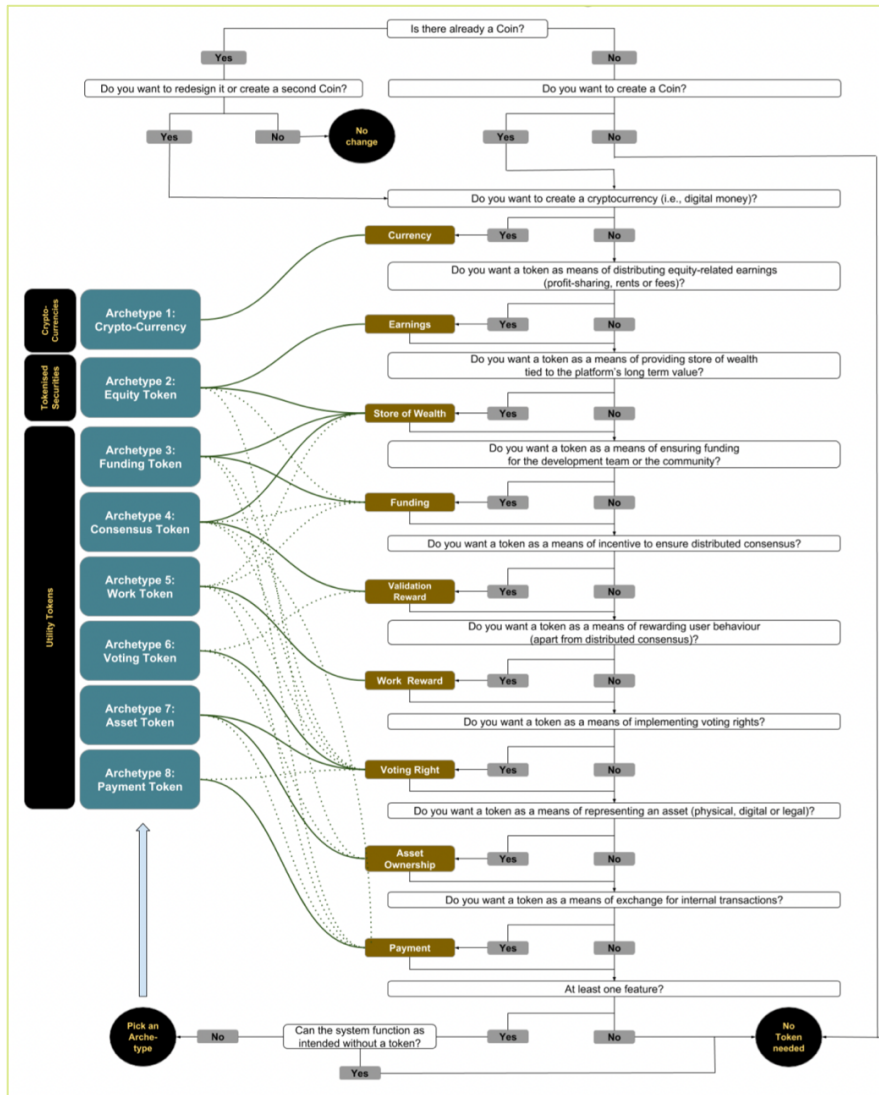 Is there already a Coin?
Yes
No
Do you want to redesign it or create a second Coin?
Do you want to create a Coin?
Yes
No
No
change
Yes
No
Do you want to create a cryptocurrency (i.e., digital money)?
Currency
Yes
No
Do you want a token as means of distributing equity-related earnings
(profit-sharing, rents or fees)?
Crypto-
Currencies
Archetype 1:
Crypto-Currency
Earnings
Yes
No
Do you want a token as a means of providing store of wealth
tied to the platform's long term value?
Tokenised
Securities
Archetype 2:
Equity Token
Store of Wealth
Yes
No
Utility Tokens
Archetype 3:
Funding Token
Do you want a token as a means of ensuring funding
for the development team or the community?
Funding
Yes
No
Archetype 4:
Consensus Token
Do you want a token as a means of incentive to ensure distributed consensus?
Archetype 5:
Work Token
Validation
Reward
Yes
No
Archetype 6:
Voting Token
Do you want a token as a means of rewarding user behaviour
(apart from distributed consensus)?
Work Reward
Yes
No
Archetype 7:
Asset Token
Do you want a token as a means of implementing voting rights?
Archetype 8:
Payment Token
Voting Right
Yes
No
Do you want a token as a means of representing an asset (physical, digital or legal)?
Asset
Ownership
Yes
No
Do you want a token as a means of exchange for internal transactions?
Payment
Yes
No
At least one feature?
Pick an
Arche-
type
No
Can the system function as
intended without a token?
Yes
No
No
Token
needed
Yes